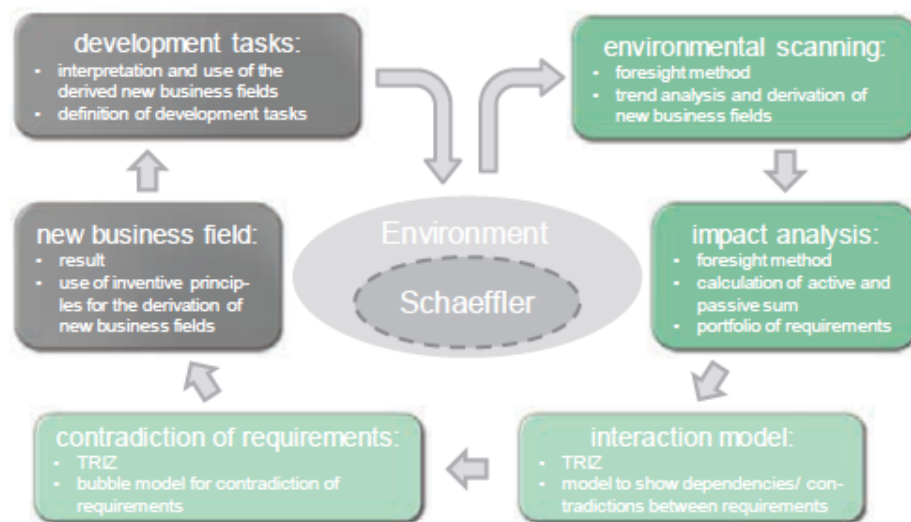 development tasks:
• interpretation and use of the
derived new business fields
• definition of development tasks
environmental scanning:
• foresight method
• trend analysis and derivation of
new business fields
new business field:
• result
• use of inventive princip-
les for the derivation of
new business fields
Environment
Schaeffler
impact analysis:
• foresight method
• calculation of active and
passive sum
• portfolio of requirements
contradiction of requirements:
• TRIZ
• bubble model for contradiction of
requirements
interaction model:
• TRIZ
• model to show dependencies/ con-
tradictions between requirements